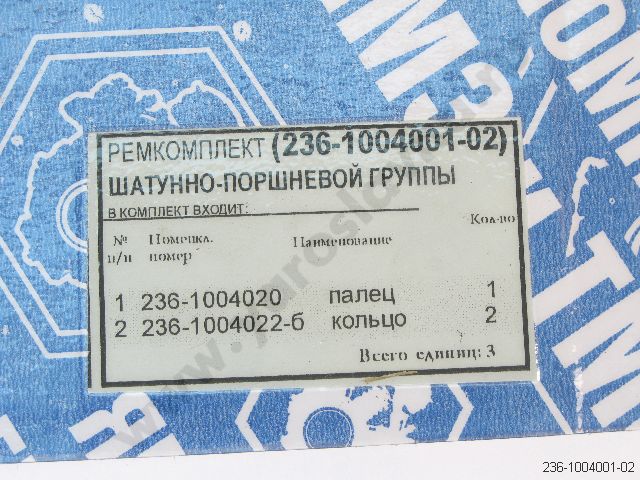 РЕМКОМПЛЕКТ (236-1004001-02)
ШАТУННО-ПОРШНЕВОЙ ГРУППЫ
В КОМПЛЕКТ ВХОДИТ:
№ п/п Номенкл. номер Наименование Кол-во
1 236-1004020 палец 1
2 236-1004022-б кольцо 2
Всего единиц: 3
236-1004001-02